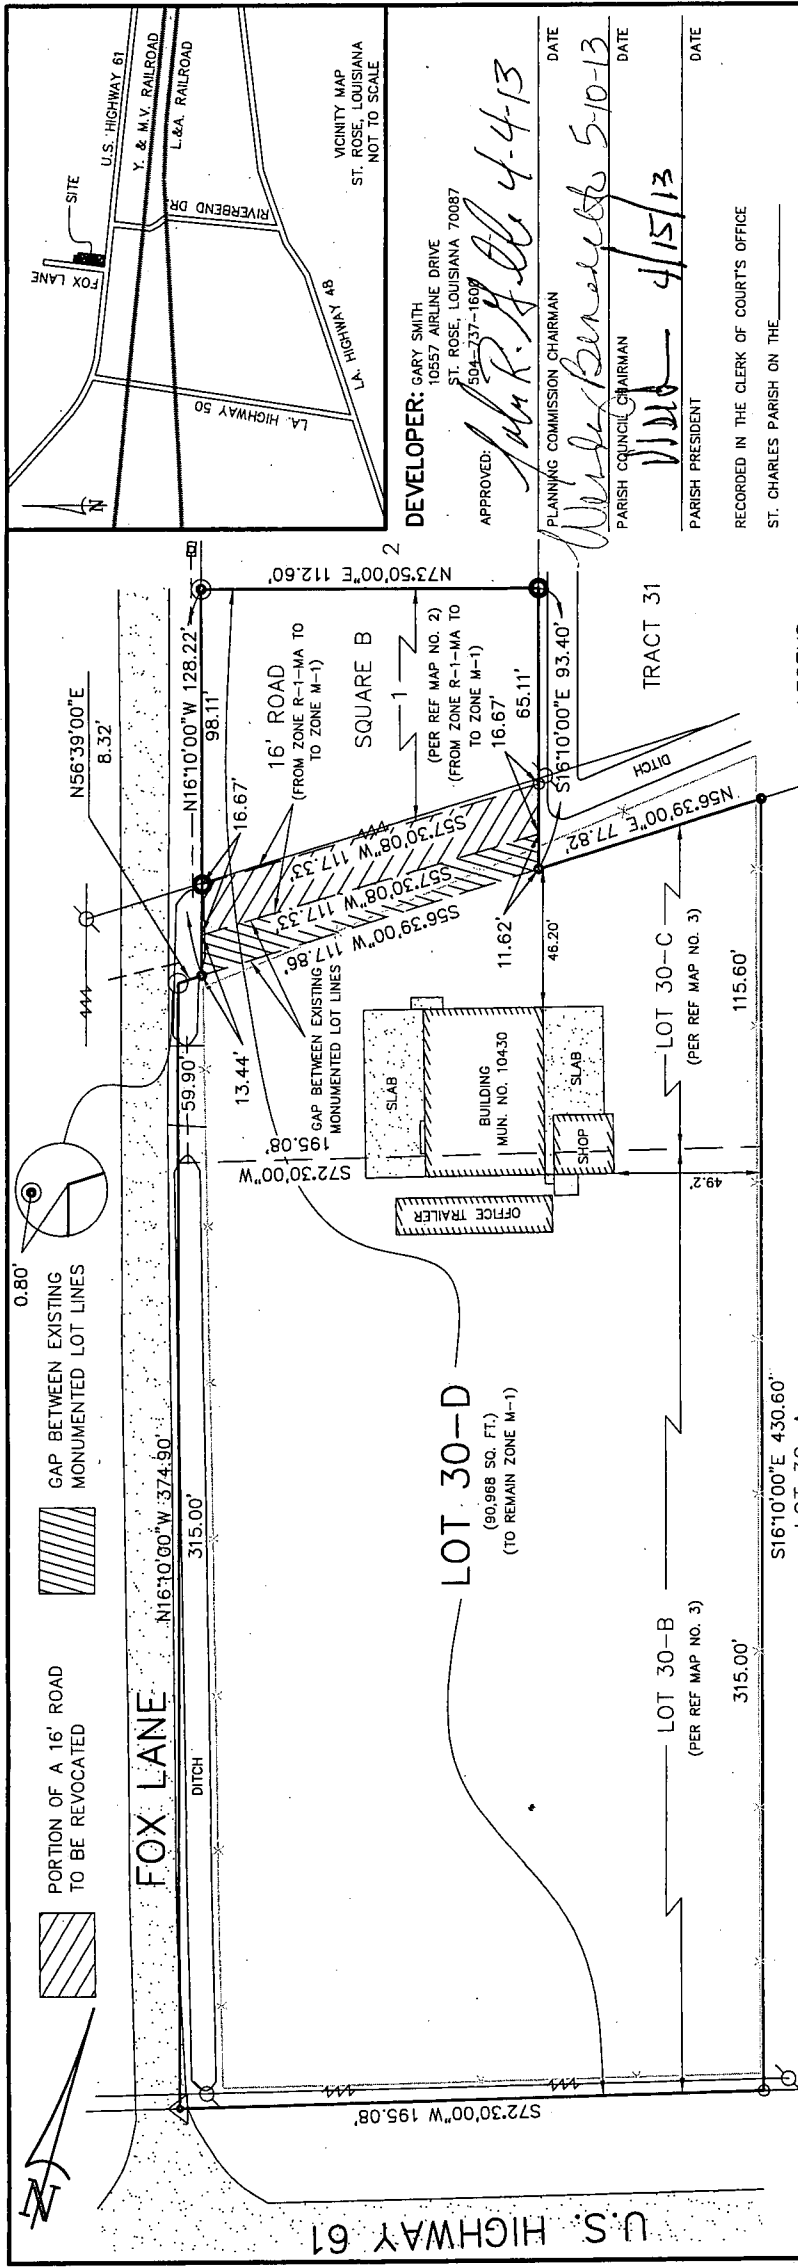 U.S. HIGHWAY 61
FOX LANE
SITE
Y. & M.V. RAILROAD
L.&A. RAILROAD
RIVERBEND DR.
LA. HIGHWAY 50
LA. HIGHWAY 48
N
VICINITY MAP
ST. ROSE, LOUISIANA
NOT TO SCALE
DEVELOPER: GARY SMITH
10557 AIRLINE DRIVE
ST. ROSE, LOUISIANA 70087
504-737-1600
APPROVED:
4-4-13
PLANNING COMMISSION CHAIRMAN DATE
Wendy Benedetto 5-10-13
PARISH COUNCIL CHAIRMAN DATE
4/15/13
PARISH PRESIDENT DATE
RECORDED IN THE CLERK OF COURT'S OFFICE
ST. CHARLES PARISH ON THE
N
PORTION OF A 16' ROAD
TO BE REVOCATED
GAP BETWEEN EXISTING
MONUMENTED LOT LINES
0.80'
N56°39'00"E
8.32'
FOX LANE
N16°10'00"W 374.90'
315.00'
DITCH
59.90'
13.44'
N16°10'00"W 128.22'
98.11'
16.67'
16' ROAD
(FROM ZONE R-1-MA TO
TO ZONE M-1)
SQUARE B
1
(PER REF MAP NO. 2)
(FROM ZONE R-1-MA TO
TO ZONE M-1)
2
N73°50'00"E 112.60'
16.67'
65.11'
S16°10'00"E 93.40'
S57°30'08"W 117.33'
S57°30'08"W 117.33'
S56°39'00"W 117.86'
GAP BETWEEN EXISTING
MONUMENTED LOT LINES
195.08'
S72°30'00"W
11.62'
46.20'
SLAB
BUILDING
MUN. NO. 10430
SLAB
SHOP
OFFICE TRAILER
49.2'
DITCH
TRACT 31
N56°39'00"E 77.82'
LOT 30-D
(90,968 SQ. FT.)
(TO REMAIN ZONE M-1)
LOT 30-C
(PER REF MAP NO. 3)
115.60'
LOT 30-B
(PER REF MAP NO. 3)
315.00'
S16°10'00"E 430.60'
S72°30'00"W 195.08'
U.S. HIGHWAY 61